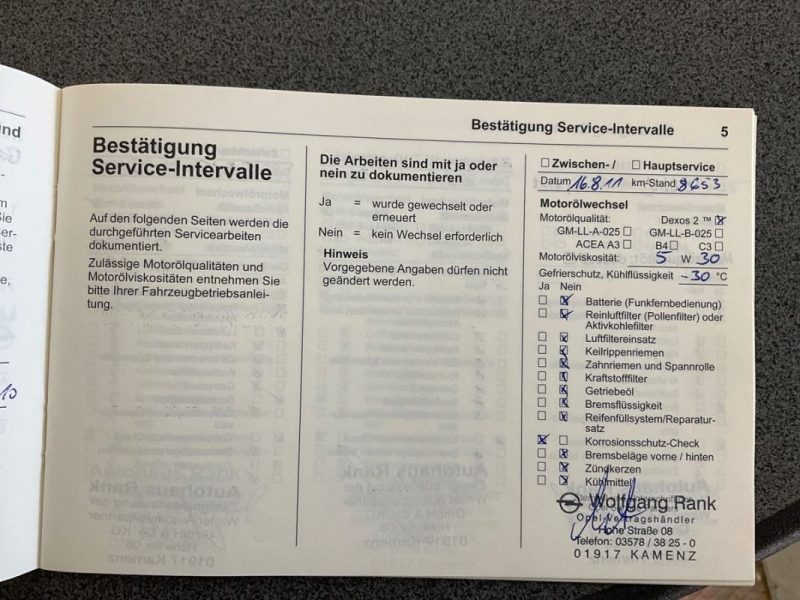 und
10
Bestätigung Service-Intervalle 5
Bestätigung
Service-Intervalle
Auf den folgenden Seiten werden die
durchgeführten Servicearbeiten
dokumentiert.
Zulässige Motorölqualitäten und
Motorölviskositäten entnehmen Sie
bitte Ihrer Fahrzeugbetriebsanlei-
tung.
Die Arbeiten sind mit ja oder
nein zu dokumentieren
Ja = wurde gewechselt oder
erneuert
Nein = kein Wechsel erforderlich
Hinweis
Vorgegebene Angaben dürfen nicht
geändert werden.
Zwischen- / Hauptservice
Datum 16.8.11 km-Stand 8653
Motorölwechsel
Motorölqualität: Dexos 2 ™
GM-LL-A-025 GM-LL-B-025
ACEA A3 B4 C3
Motorölviskosität: 5 W 30
Gefrierschutz, Kühlflüssigkeit -30 °C
Ja Nein
Batterie (Funkfernbedienung)
Reinluftfilter (Pollenfilter) oder
Aktivkohlefilter
Luftfiltereinsatz
Keilrippenriemen
Zahnriemen und Spannrolle
Kraftstofffilter
Getriebeöl
Bremsflüssigkeit
Reifenfüllsystem/Reparatur-
satz
Korrosionsschutz-Check
Bremsbeläge vorne / hinten
Zündkerzen
Kühlmittel
Wolfgang Rank
Opel-Vertragshändler
Hohe Straße 08
Telefon: 03578 / 38 25 - 0
01917 KAMENZ